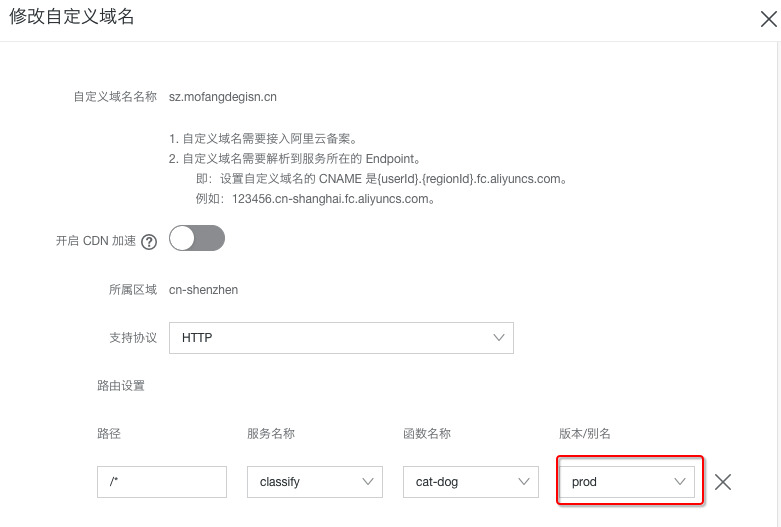 修改自定义域名
自定义域名名称 sz.mofangdegisn.cn
1. 自定义域名需要接入阿里云备案。
2. 自定义域名需要解析到服务所在的 Endpoint。
即：设置自定义域名的 CNAME 是{userId}.{regionId}.fc.aliyuncs.com。
例如：123456.cn-shanghai.fc.aliyuncs.com。
开启 CDN 加速 ?
所属区域 cn-shenzhen
支持协议 HTTP
路由设置
路径 服务名称 函数名称 版本/别名
/* classify cat-dog prod